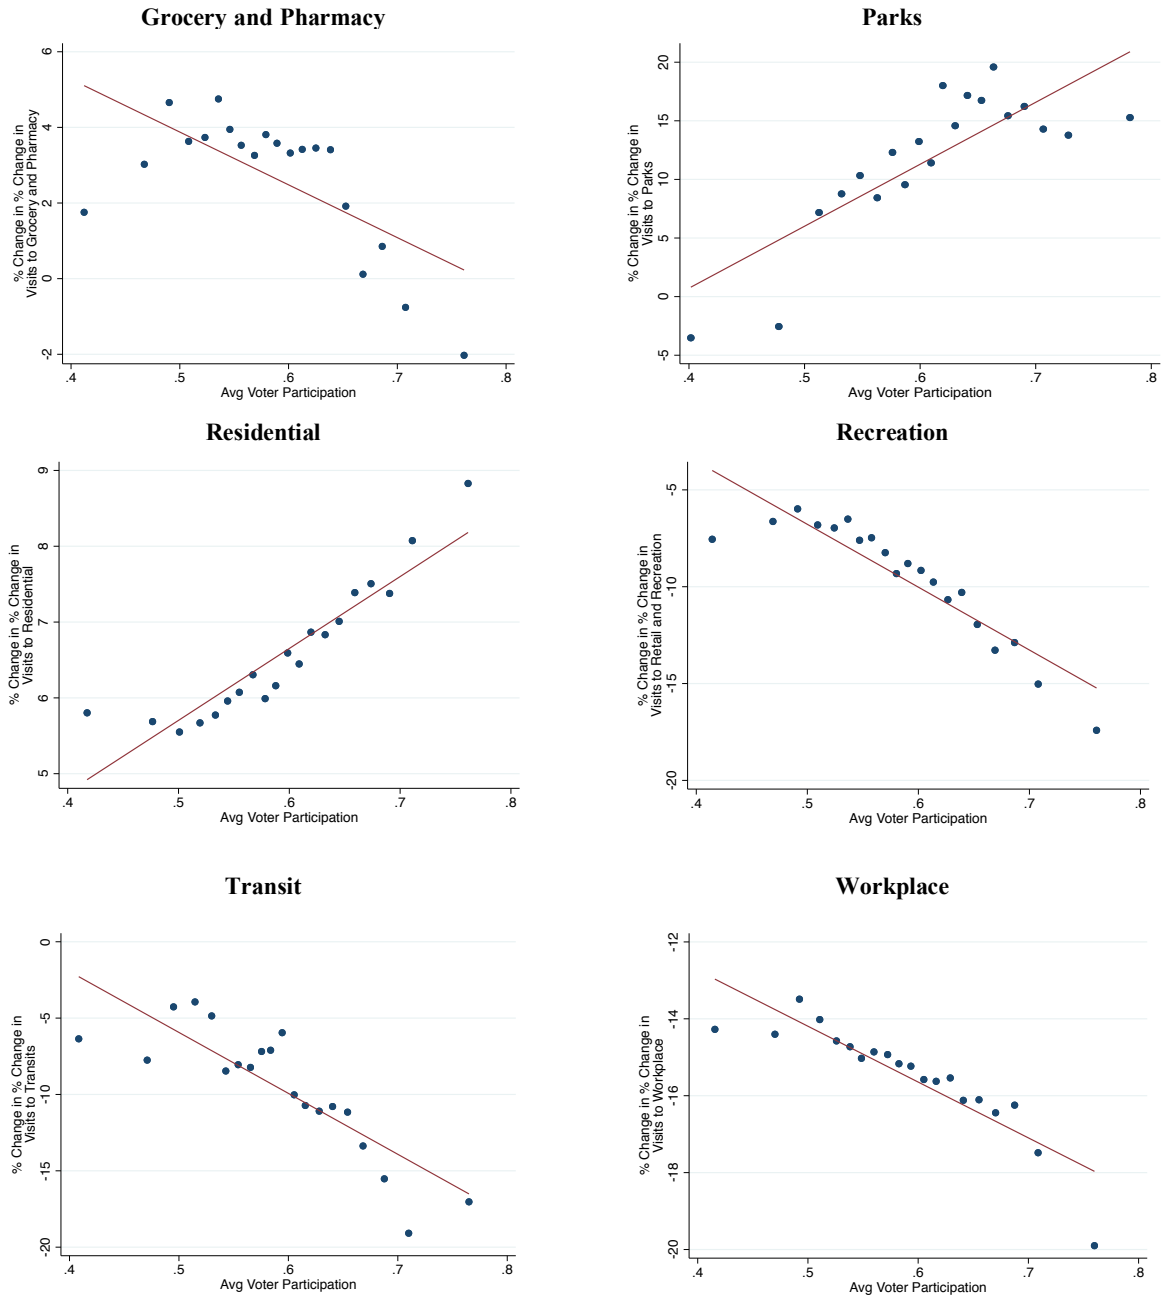 Grocery and Pharmacy
% Change in % Change in
Visits to Grocery and Pharmacy
6
4
2
0
-2
.4 .5 .6 .7 .8
Avg Voter Participation
Parks
% Change in % Change in
Visits to Parks
20
15
10
5
0
-5
.4 .5 .6 .7 .8
Avg Voter Participation
Residential
% Change in % Change in
Visits to Residential
9
8
7
6
5
.4 .5 .6 .7 .8
Avg Voter Participation
Recreation
% Change in % Change in
Visits to Retail and Recreation
-5
-10
-15
-20
.4 .5 .6 .7 .8
Avg Voter Participation
Transit
% Change in % Change in
Visits to Transits
0
-5
-10
-15
-20
.4 .5 .6 .7 .8
Avg Voter Participation
Workplace
% Change in % Change in
Visits to Workplace
-12
-14
-16
-18
-20
.4 .5 .6 .7 .8
Avg Voter Participation